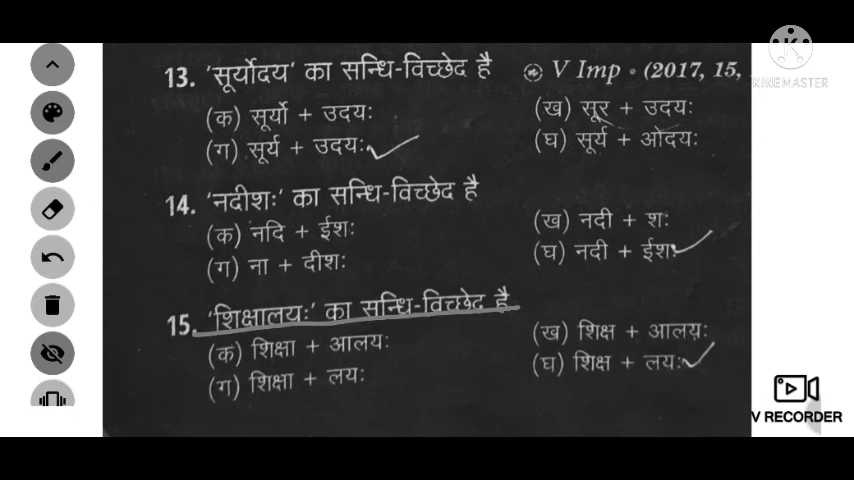 13. 'सूर्योदय' का सन्धि-विच्छेद है V Imp • (2017, 15,
KINEMASTER
(क) सूर्यो + उदयः (ख) सूर + उदयः
(ग) सूर्य + उदयः (घ) सूर्य + ओदयः
14. 'नदीशः' का सन्धि-विच्छेद है
(क) नदि + ईशः (ख) नदी + शः
(ग) ना + दीशः (घ) नदी + ईशः
15. 'शिक्षालयः' का सन्धि-विच्छेद है
(क) शिक्षा + आलयः (ख) शिक्ष + आलयः
(ग) शिक्षा + लयः (घ) शिक्ष + लयः
V RECORDER